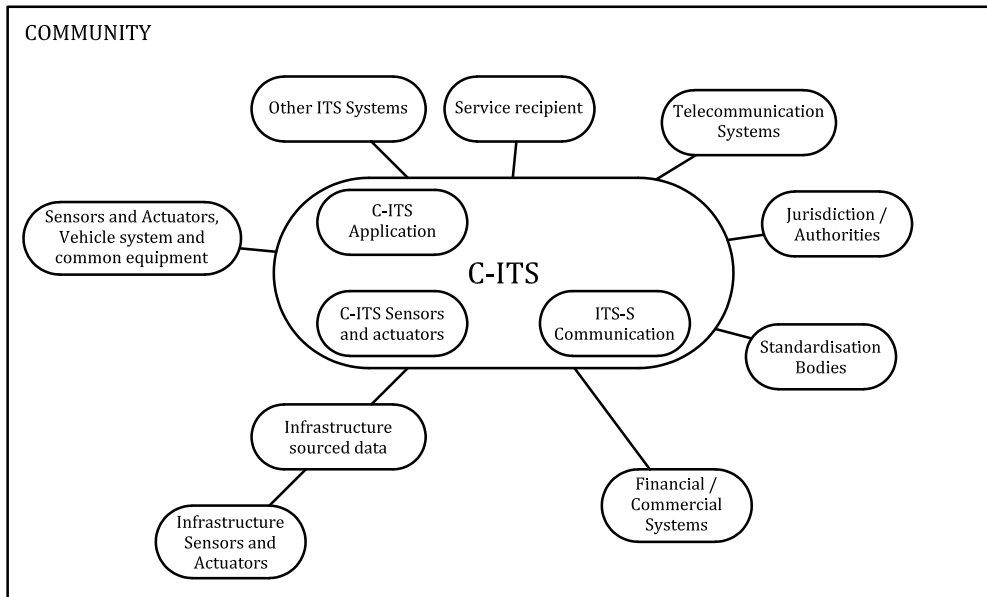 COMMUNITY
Other ITS Systems
Service recipient
Telecommunication
Systems
Sensors and Actuators,
Vehicle system and
common equipment
C-ITS
Application
Jurisdiction /
Authorities
C-ITS
C-ITS Sensors
and actuators
ITS-S
Communication
Standardisation
Bodies
Infrastructure
sourced data
Financial /
Commercial
Systems
Infrastructure
Sensors and
Actuators